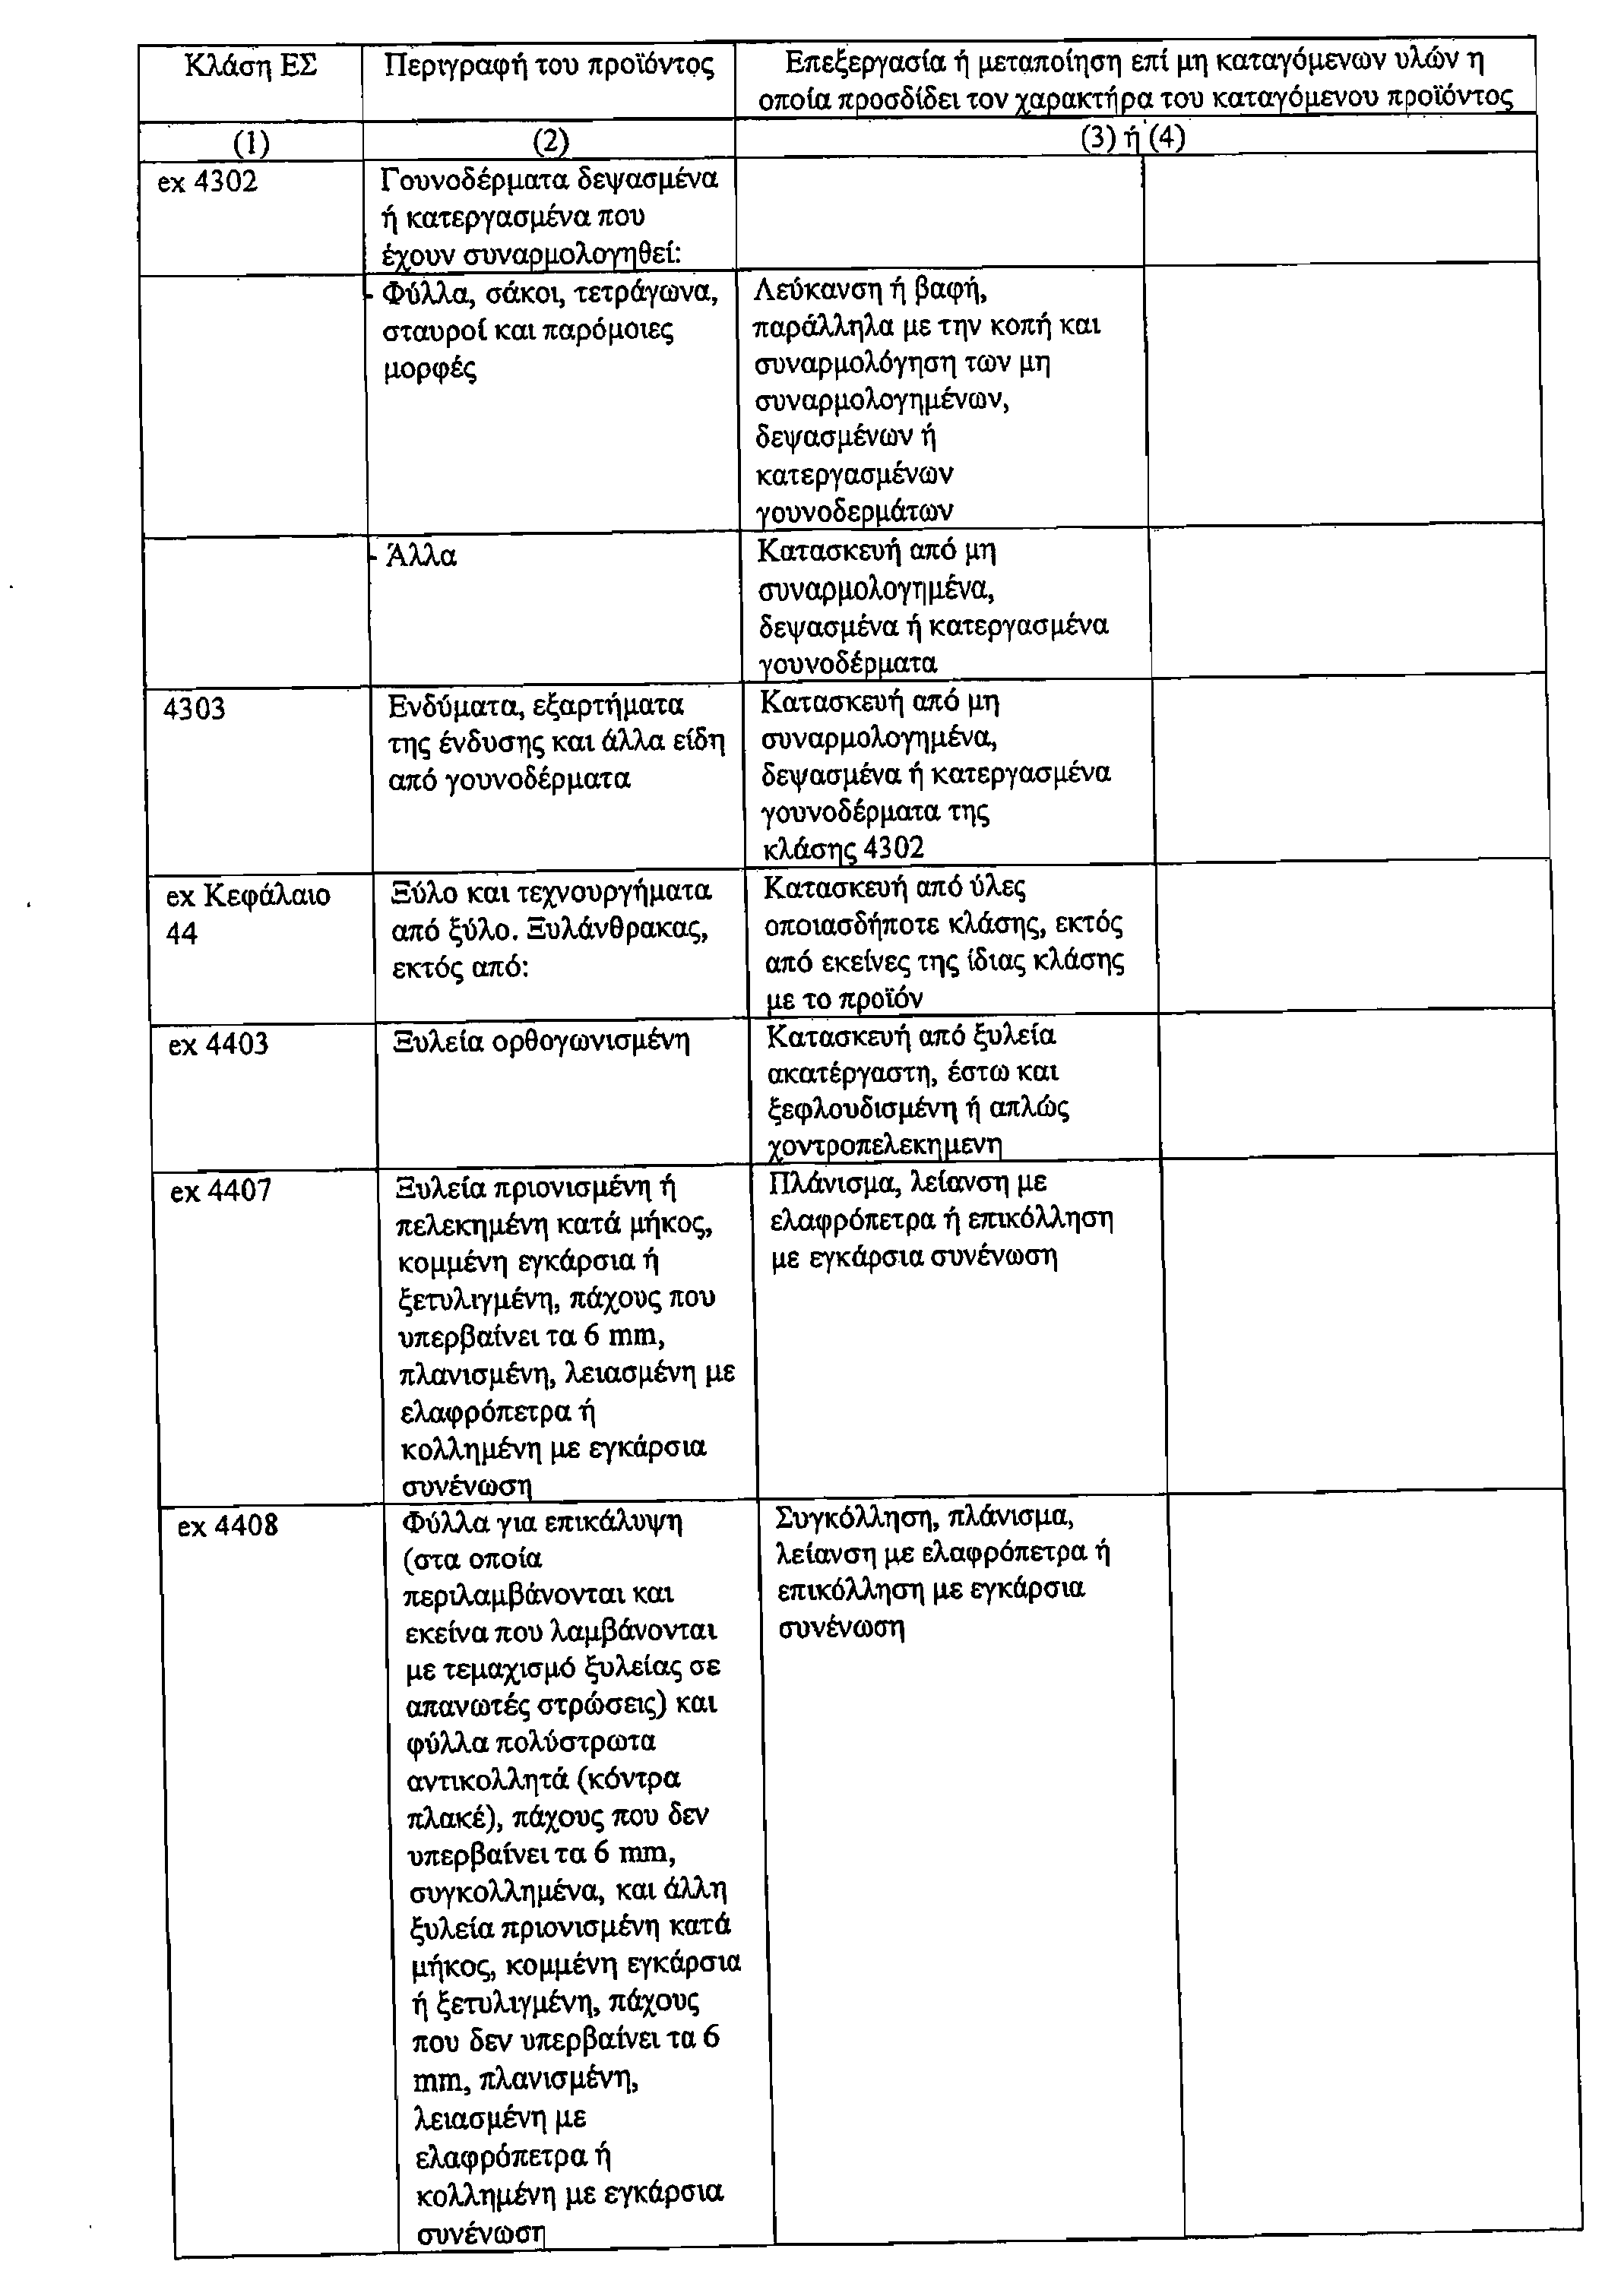 Κλάση ΕΣ
Περιγραφή του προϊόντος
Επεξεργασία ή μεταποίηση επί μη καταγόμενων υλών η
οποία προσδίδει τον χαρακτήρα του καταγόμενου προϊόντος
(1)
(2)
(3) ή (4)
ex 4302
Γουνοδέρματα δεψασμένα
ή κατεργασμένα που
έχουν συναρμολογηθεί:
- Φύλλα, σάκοι, τετράγωνα,
σταυροί και παρόμοιες
μορφές
Λεύκανση ή βαφή,
παράλληλα με την κοπή και
συναρμολόγηση των μη
συναρμολογημένων,
δεψασμένων ή
κατεργασμένων
γουνοδερμάτων
- Άλλα
Κατασκευή από μη
συναρμολογημένα,
δεψασμένα ή κατεργασμένα
γουνοδέρματα
4303
Ενδύματα, εξαρτήματα
της ένδυσης και άλλα είδη
από γουνοδέρματα
Κατασκευή από μη
συναρμολογημένα,
δεψασμένα ή κατεργασμένα
γουνοδέρματα της
κλάσης 4302
ex Κεφάλαιο
44
Ξύλο και τεχνουργήματα
από ξύλο. Ξυλάνθρακας,
εκτός από:
Κατασκευή από ύλες
οποιασδήποτε κλάσης, εκτός
από εκείνες της ίδιας κλάσης
με το προϊόν
ex 4403
Ξυλεία ορθογωνισμένη
Κατασκευή από ξυλεία
ακατέργαστη, έστω και
ξεφλουδισμένη ή απλώς
χοντροπελεκημενη
ex 4407
Ξυλεία πριονισμένη ή
πελεκημένη κατά μήκος,
κομμένη εγκάρσια ή
ξετυλιγμένη, πάχους που
υπερβαίνει τα 6 mm,
πλανισμένη, λειασμένη με
ελαφρόπετρα ή
κολλημένη με εγκάρσια
συνένωση
Πλάνισμα, λείανση με
ελαφρόπετρα ή επικόλληση
με εγκάρσια συνένωση
ex 4408
Φύλλα για επικάλυψη
(στα οποία
περιλαμβάνονται και
εκείνα που λαμβάνονται
με τεμαχισμό ξυλείας σε
απανωτές στρώσεις) και
φύλλα πολύστρωτα
αντικολλητά (κόντρα
πλακέ), πάχους που δεν
υπερβαίνει τα 6 mm,
συγκολλημένα, και άλλη
ξυλεία πριονισμένη κατά
μήκος, κομμένη εγκάρσια
ή ξετυλιγμένη, πάχους
που δεν υπερβαίνει τα 6
mm, πλανισμένη,
λειασμένη με
ελαφρόπετρα ή
κολλημένη με εγκάρσια
συνένωση
Συγκόλληση, πλάνισμα,
λείανση με ελαφρόπετρα ή
επικόλληση με εγκάρσια
συνένωση